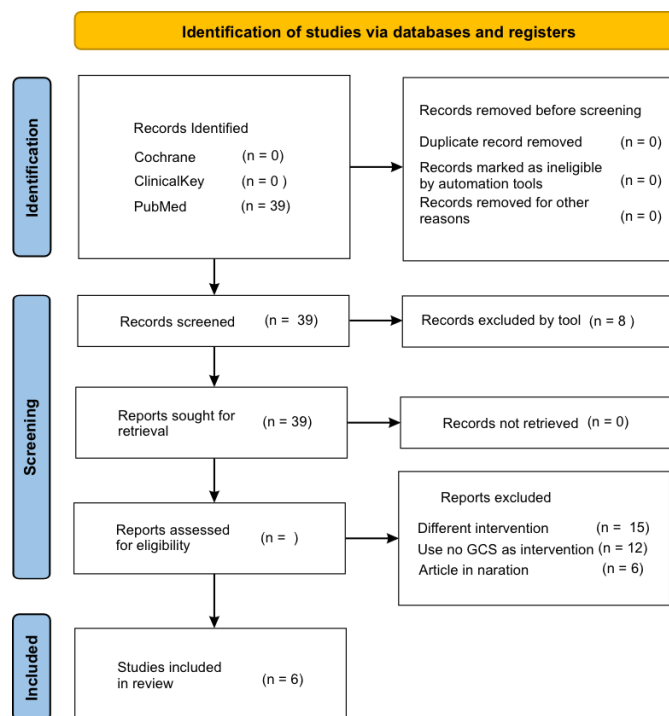 Identification of studies via databases and registers
Identification
Records Identified
Cochrane (n = 0)
ClinicalKey (n = 0 )
PubMed (n = 39)
Records removed before screening
Duplicate record removed (n = 0)
Records marked as ineligible
by automation tools (n = 0)
Records removed for other
reasons (n = 0)
Screening
Records screened (n = 39)
Records excluded by tool (n = 8 )
Reports sought for
retrieval (n = 39)
Records not retrieved (n = 0)
Reports assessed
for eligibility (n = )
Reports excluded
Different intervention (n = 15)
Use no GCS as intervention (n = 12)
Article in naration (n = 6)
Included
Studies included
in review (n = 6)